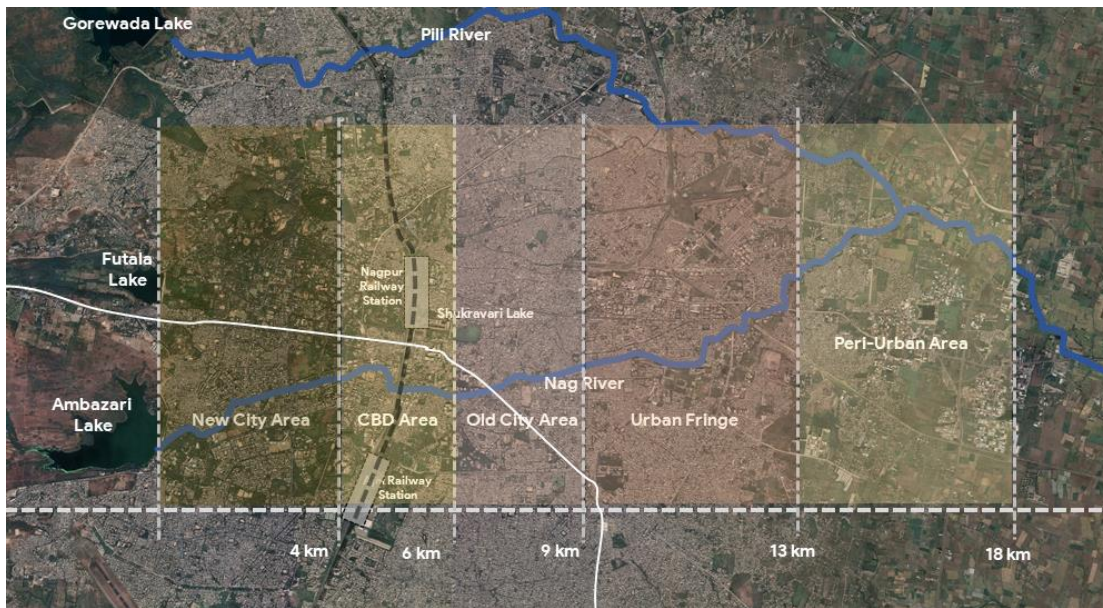 Gorewada Lake
Pili River
Futala
Lake
Nagpur
Railway
Station
Shukravari Lake
Peri-Urban Area
Nag River
Ambazari
Lake
New City Area
CBD Area
Old City Area
Urban Fringe
Railway
Station
4 km
6 km
9 km
13 km
18 km